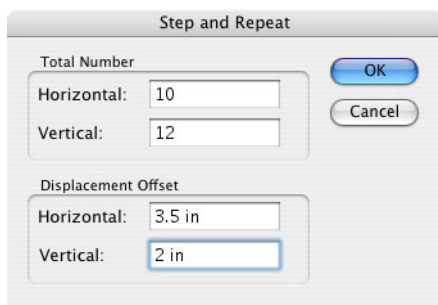 Step and Repeat
Total Number
OK
Horizontal: 10
Cancel
Vertical: 12
Displacement Offset
Horizontal: 3.5 in
Vertical: 2 in